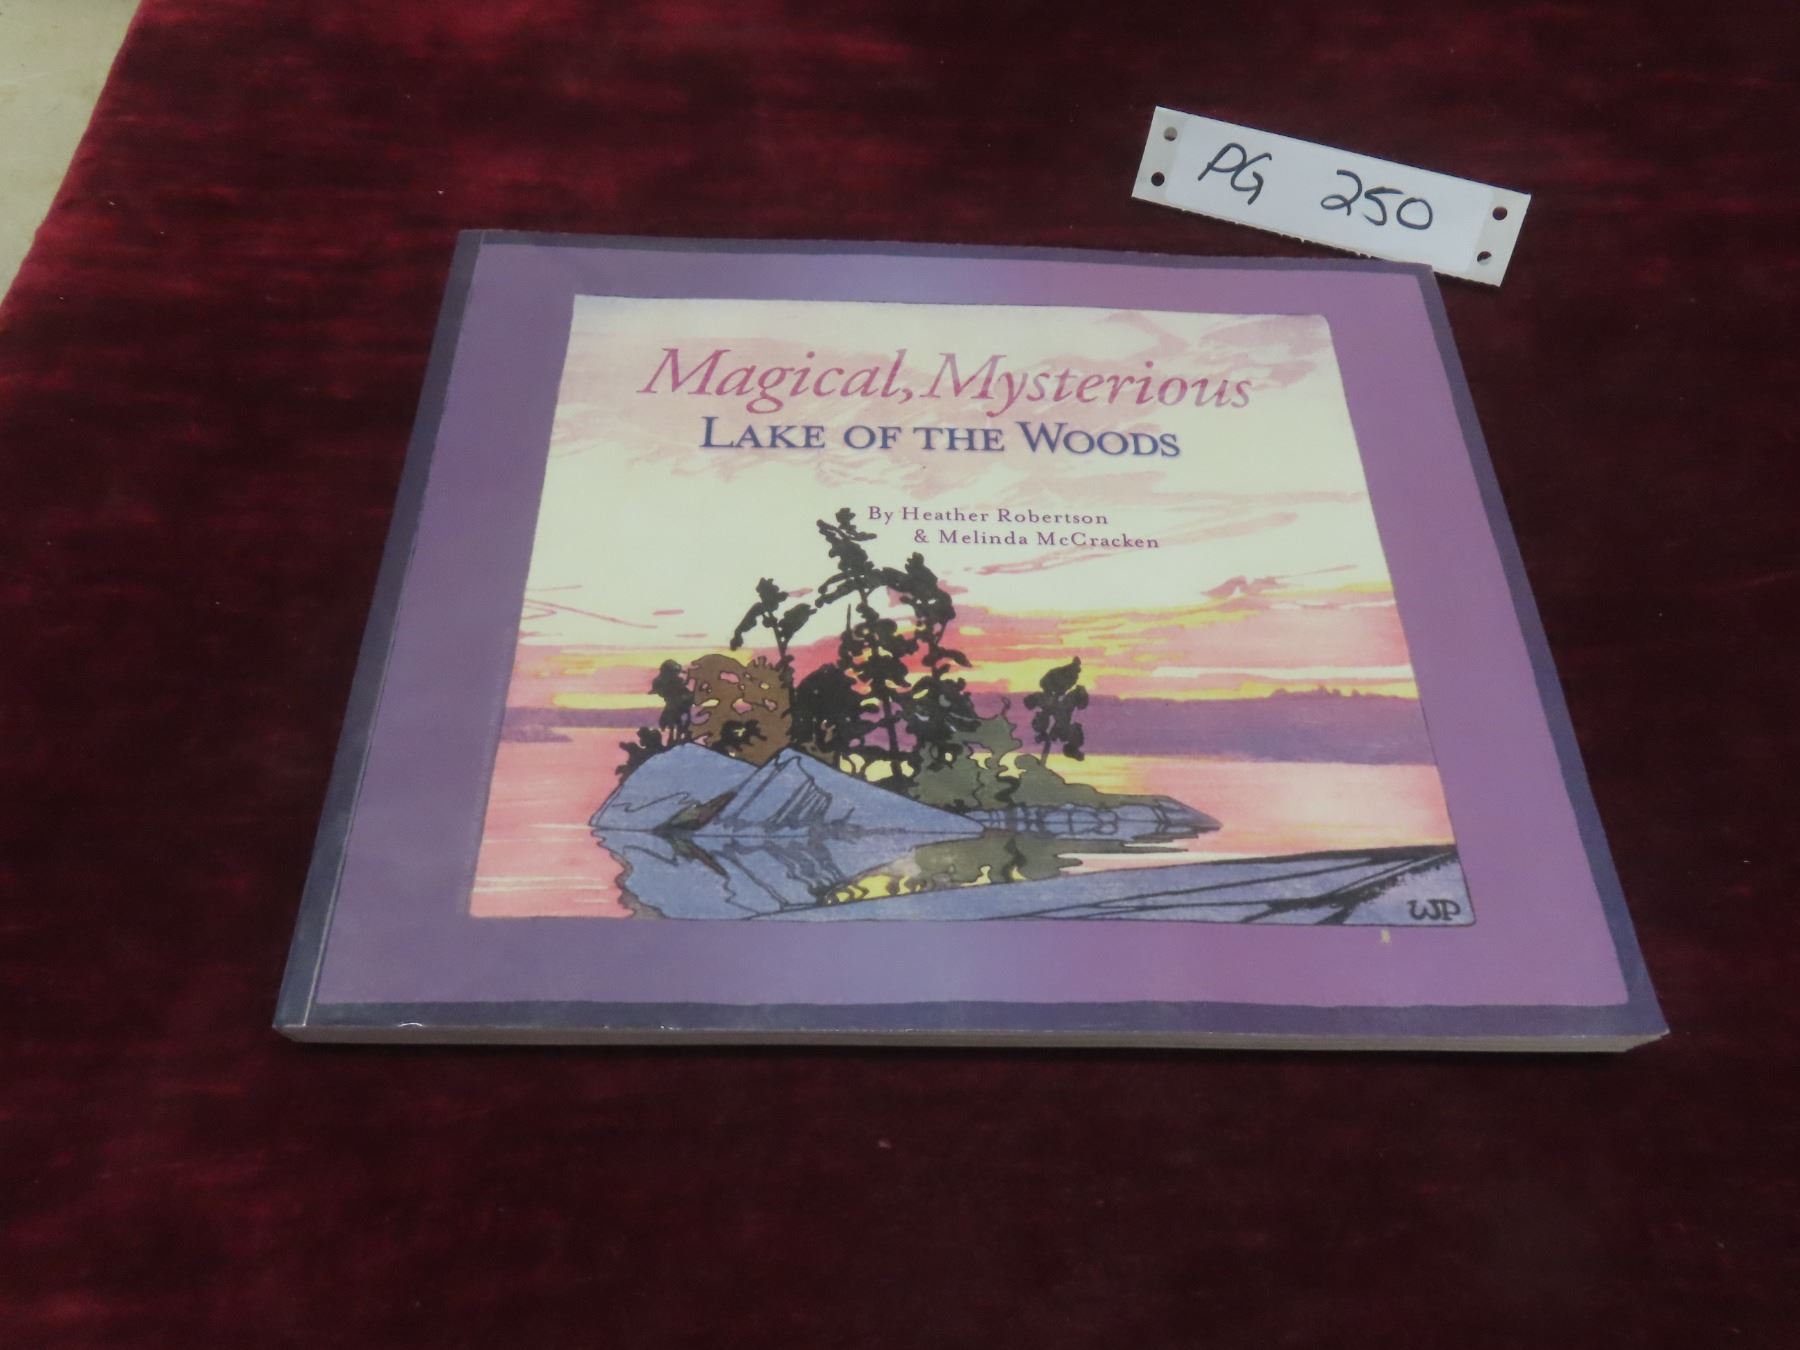 PG 250
Magical, Mysterious
LAKE OF THE WOODS
By Heather Robertson
& Melinda McCracken
WP